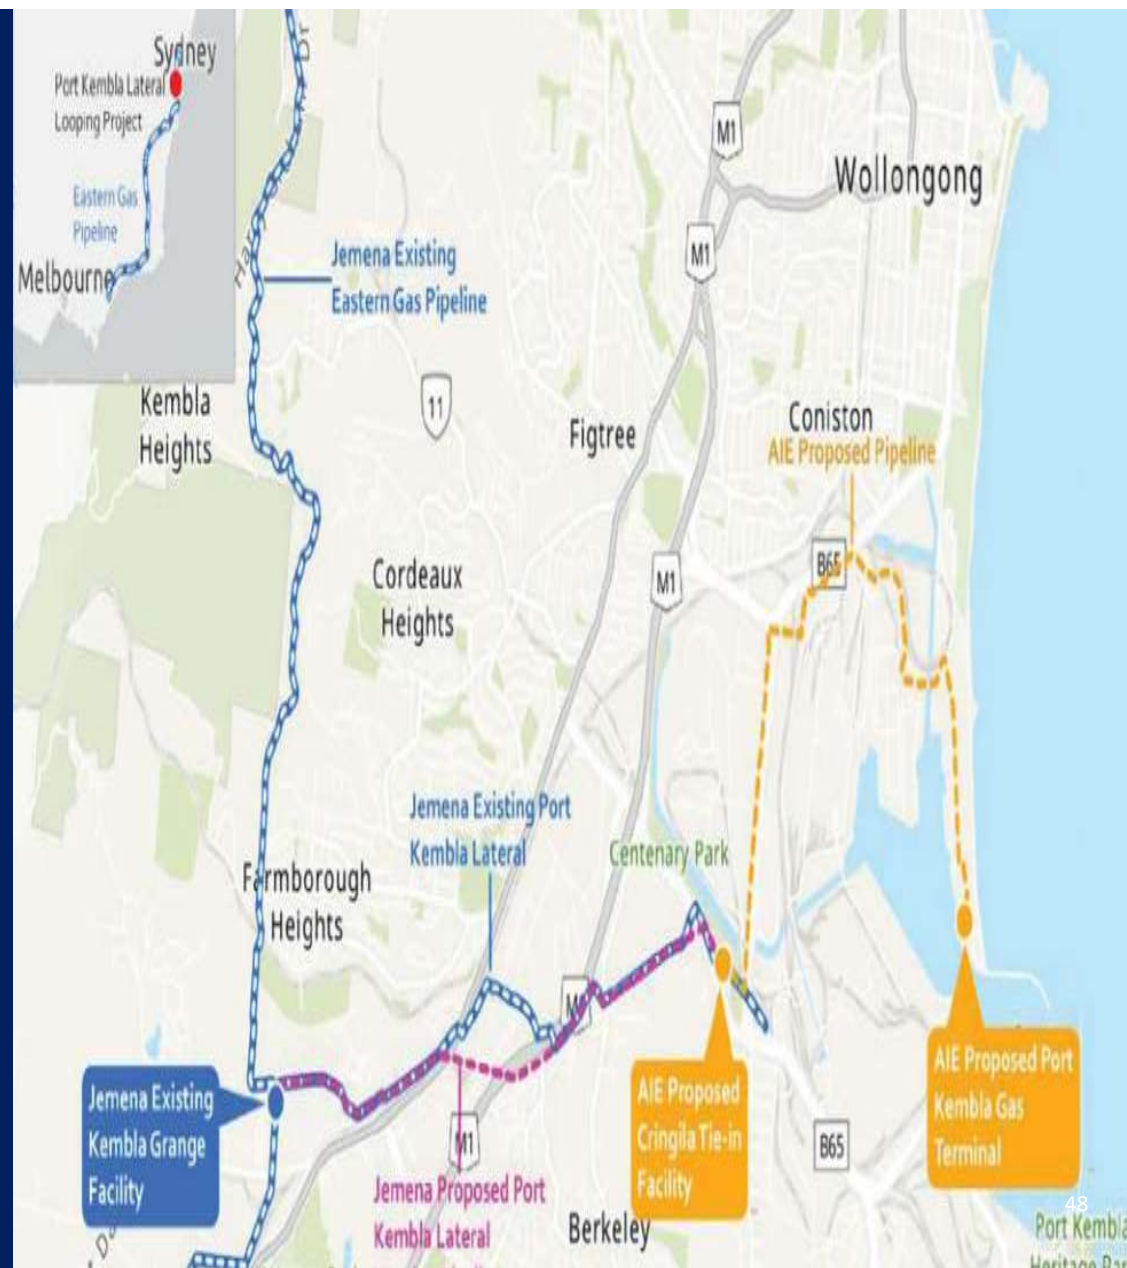 Sydney
Port Kembla Lateral
Looping Project
Eastern Gas
Pipeline
Melbourne
Dr
M1
Wollongong
M1
Jemena Existing
Eastern Gas Pipeline
Kembla
Heights
11
Figtree
Coniston
AIE Proposed Pipeline
B65
M1
Cordeaux
Heights
Jemena Existing Port
Kembla Lateral
Centenary Park
Farmborough
Heights
Jemena Existing
Kembla Grange
Facility
M1
Jemena Proposed Port
Kembla Lateral
AIE Proposed
Cringila Tie-in
Facility
AIE Proposed Port
Kembla Gas
Terminal
B65
Berkeley
48
Port Kembla